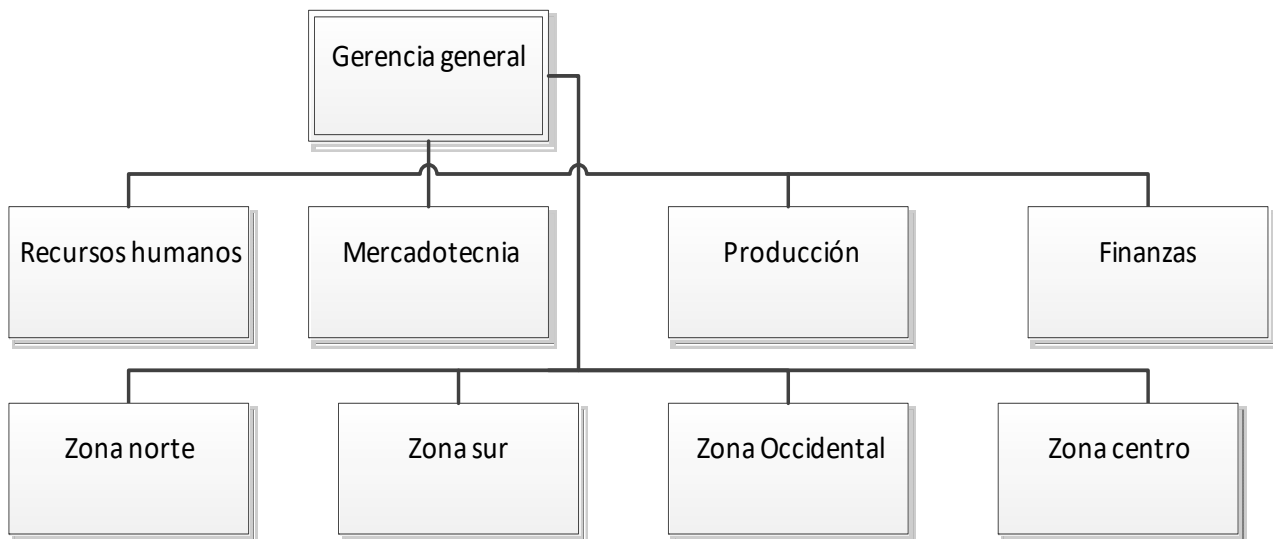 Gerencia general
Recursos humanos
Mercadotecnia
Producción
Finanzas
Zona norte
Zona sur
Zona Occidental
Zona centro